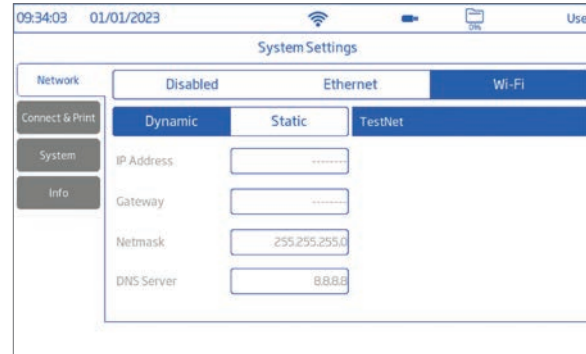 09:34:03 01/01/2023 0% Use
System Settings
Network Disabled Ethernet Wi-Fi
Connect & Print Dynamic Static TestNet
System IP Address --------
Info Gateway --------
Netmask 255.255.255.0
DNS Server 8.8.8.8